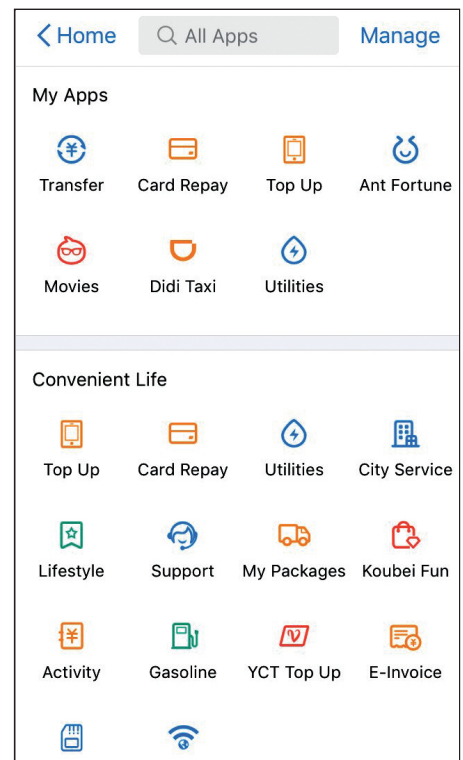 Home All Apps Manage
My Apps
Transfer Card Repay Top Up Ant Fortune
Movies Didi Taxi Utilities
Convenient Life
Top Up Card Repay Utilities City Service
Lifestyle Support My Packages Koubei Fun
Activity Gasoline YCT Top Up E-Invoice